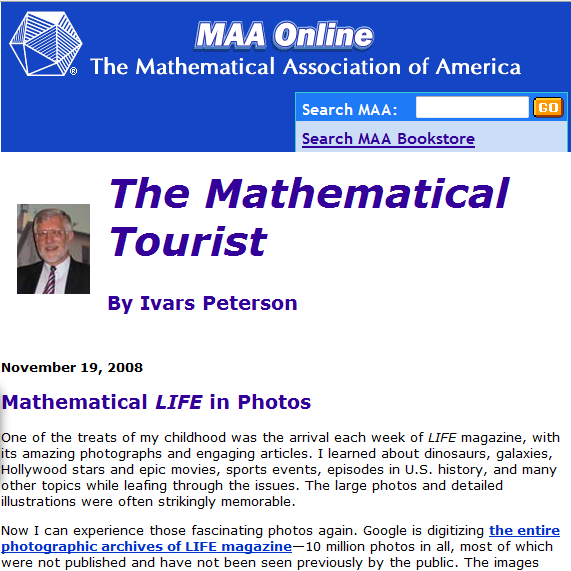 MAA Online
The Mathematical Association of America
Search MAA:
GO
Search MAA Bookstore
The Mathematical
Tourist
By Ivars Peterson
November 19, 2008
Mathematical LIFE in Photos
One of the treats of my childhood was the arrival each week of LIFE magazine, with
its amazing photographs and engaging articles. I learned about dinosaurs, galaxies,
Hollywood stars and epic movies, sports events, episodes in U.S. history, and many
other topics while leafing through the issues. The large photos and detailed
illustrations were often strikingly memorable.
Now I can experience those fascinating photos again. Google is digitizing the entire
photographic archives of LIFE magazine—10 million photos in all, most of which
were not published and have not been seen previously by the public. The images